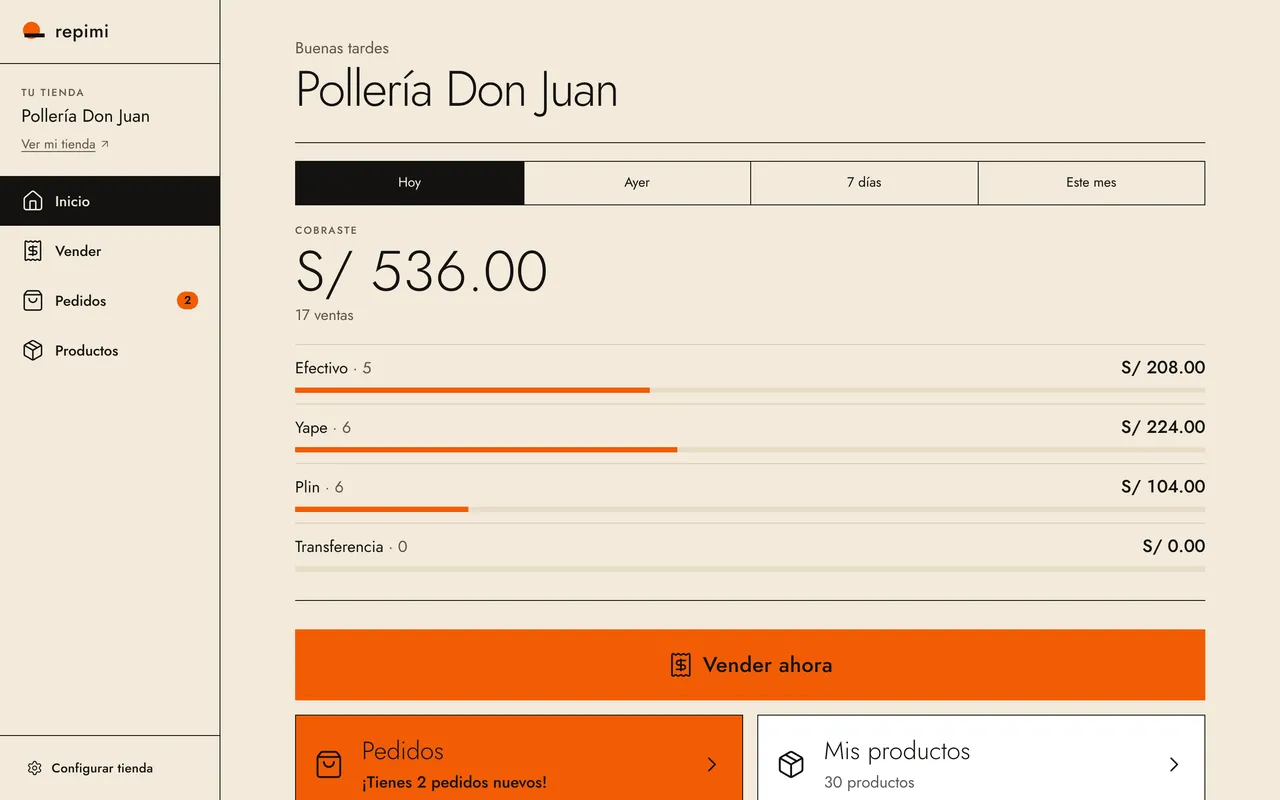 repimi
TU TIENDA
Pollería Don Juan
Ver mi tienda ↗
Inicio
Vender
Pedidos 2
Productos
Configurar tienda
Buenas tardes
Pollería Don Juan
Hoy Ayer 7 días Este mes
COBRASTE
S/ 536.00
17 ventas
Efectivo · 5 S/ 208.00
Yape · 6 S/ 224.00
Plin · 6 S/ 104.00
Transferencia · 0 S/ 0.00
Vender ahora
Pedidos
¡Tienes 2 pedidos nuevos!
Mis productos
30 productos